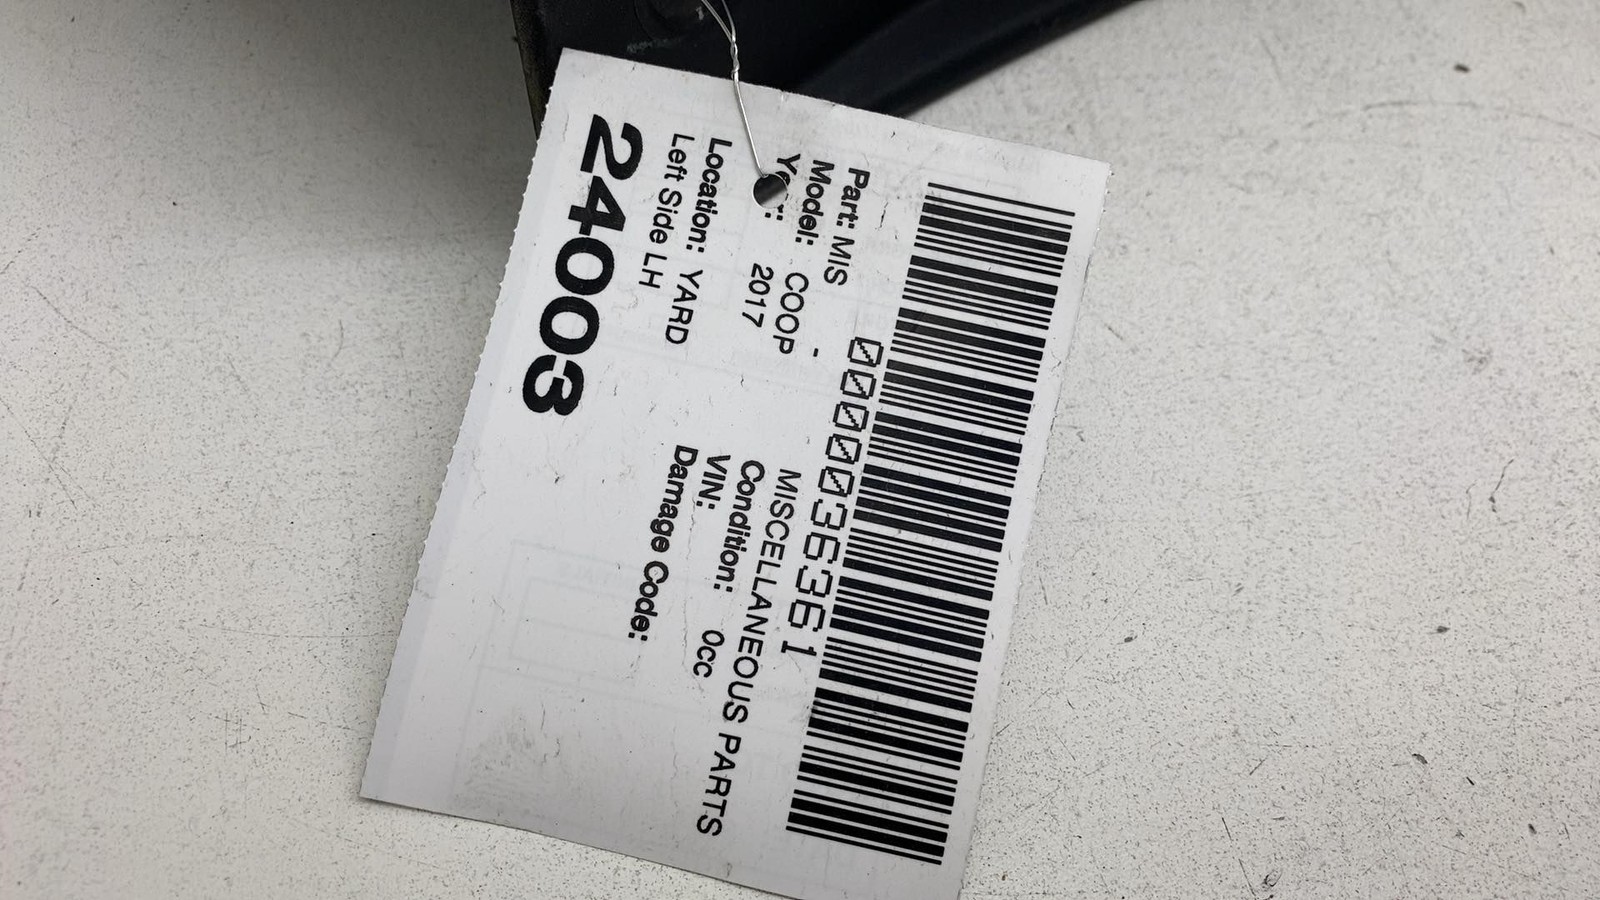 0000036361
Part: MIS - MISCELLANEOUS PARTS
Model: COOP Condition: 0cc
Year: 2017 VIN:
Location: YARD Damage Code:
Left Side LH
24003